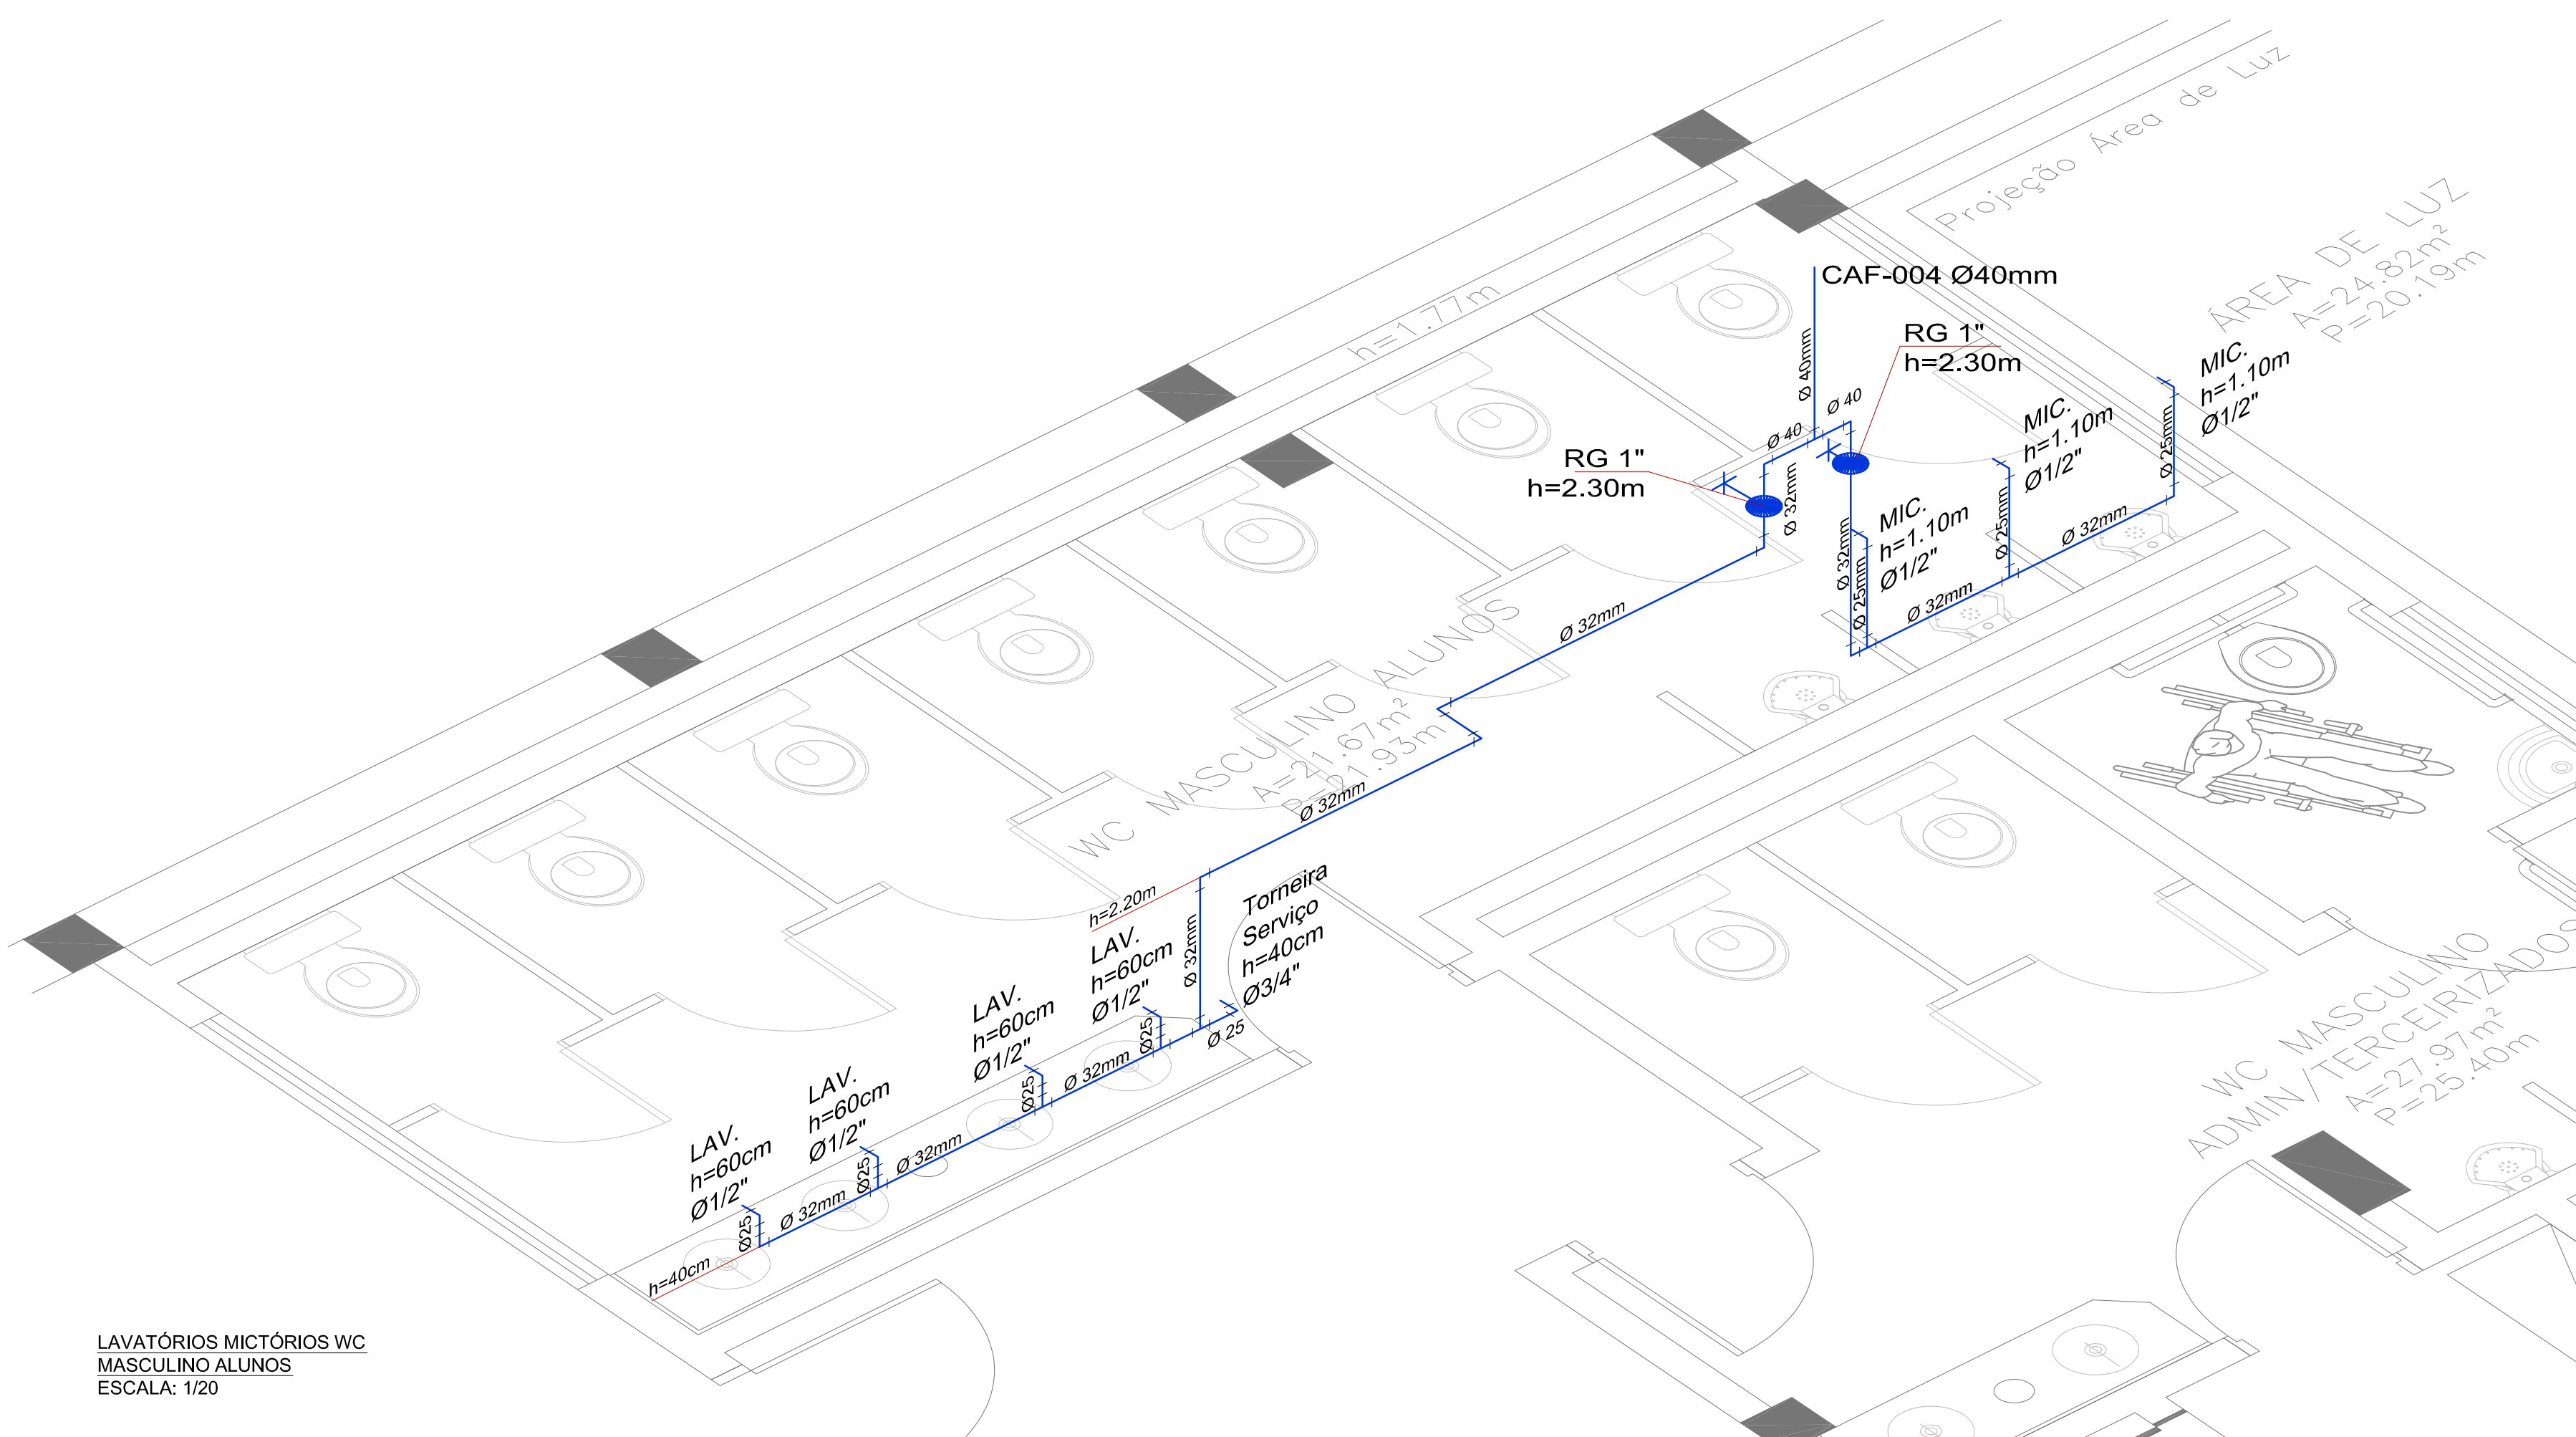 Projeção Área de Luz
ÁREA DE LUZ
A=24.82m²
P=20.19m
h=1.77m
CAF-004 Ø40mm
Ø 40mm
RG 1"
h=2.30m
Ø 40
Ø 40
RG 1"
h=2.30m
Ø 32mm
MIC.
h=1.10m
Ø1/2"
Ø 25mm
MIC.
h=1.10m
Ø1/2"
Ø 25mm
MIC.
h=1.10m
Ø1/2"
Ø 32mm
Ø 25mm
Ø 32mm
Ø 32mm
Ø 32mm
WC MASCULINO ALUNOS
A=21.67m²
P=21.93m
Ø 32mm
h=2.20m
Ø 32mm
Torneira
Serviço
h=40cm
Ø3/4"
Ø 25
LAV.
h=60cm
Ø1/2"
Ø25
Ø 32mm
LAV.
h=60cm
Ø1/2"
Ø25
Ø 32mm
LAV.
h=60cm
Ø1/2"
Ø25
Ø 32mm
LAV.
h=60cm
Ø1/2"
Ø25
h=40cm
WC MASCULINO
ADMIN/TERCEIRIZADOS
A=27.97m²
P=25.40m
LAVATÓRIOS MICTÓRIOS WC
MASCULINO ALUNOS
ESCALA: 1/20